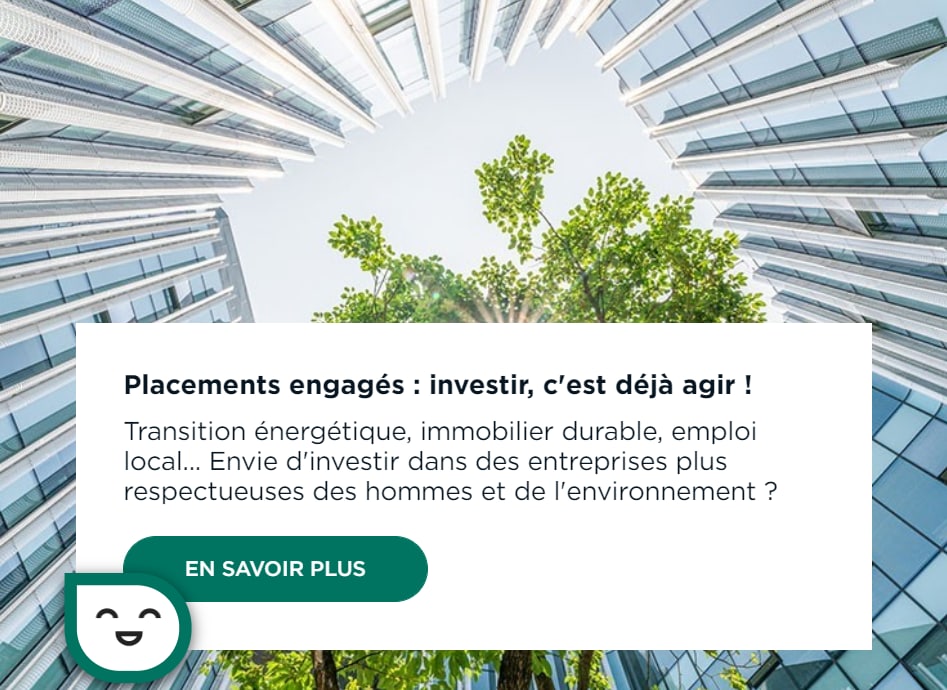 Placements engagés : investir, c'est déjà agir !
Transition énergétique, immobilier durable, emploi
local... Envie d'investir dans des entreprises plus
respectueuses des hommes et de l'environnement ?
EN SAVOIR PLUS